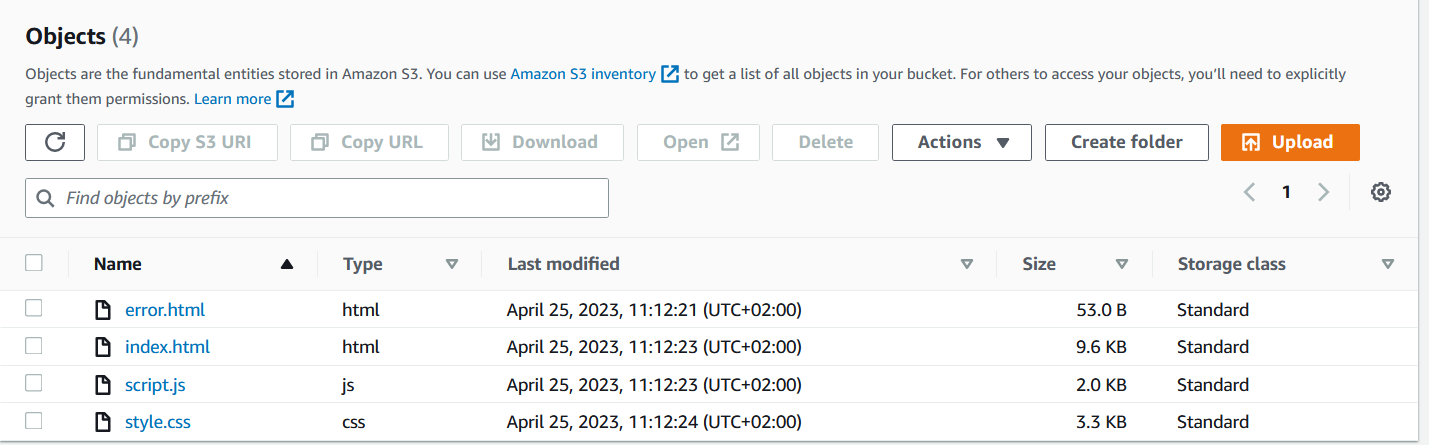 Objects (4)
Objects are the fundamental entities stored in Amazon S3. You can use Amazon S3 inventory to get a list of all objects in your bucket. For others to access your objects, you’ll need to explicitly
grant them permissions. Learn more
Copy S3 URI Copy URL Download Open Delete Actions Create folder Upload
Find objects by prefix 1
Name Type Last modified Size Storage class
error.html html April 25, 2023, 11:12:21 (UTC+02:00) 53.0 B Standard
index.html html April 25, 2023, 11:12:23 (UTC+02:00) 9.6 KB Standard
script.js js April 25, 2023, 11:12:23 (UTC+02:00) 2.0 KB Standard
style.css css April 25, 2023, 11:12:24 (UTC+02:00) 3.3 KB Standard